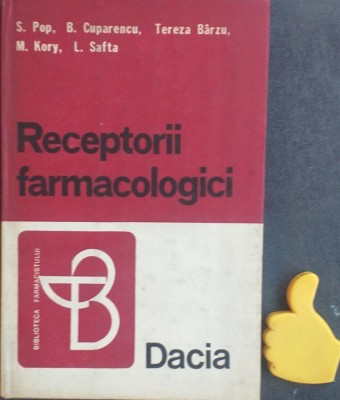 S. Pop, B. Cuparencu, Tereza Bârzu,
M. Kory, L. Safta
Receptorii
farmacologici
BIBLIOTECA FARMACISTULUI
B
Dacia